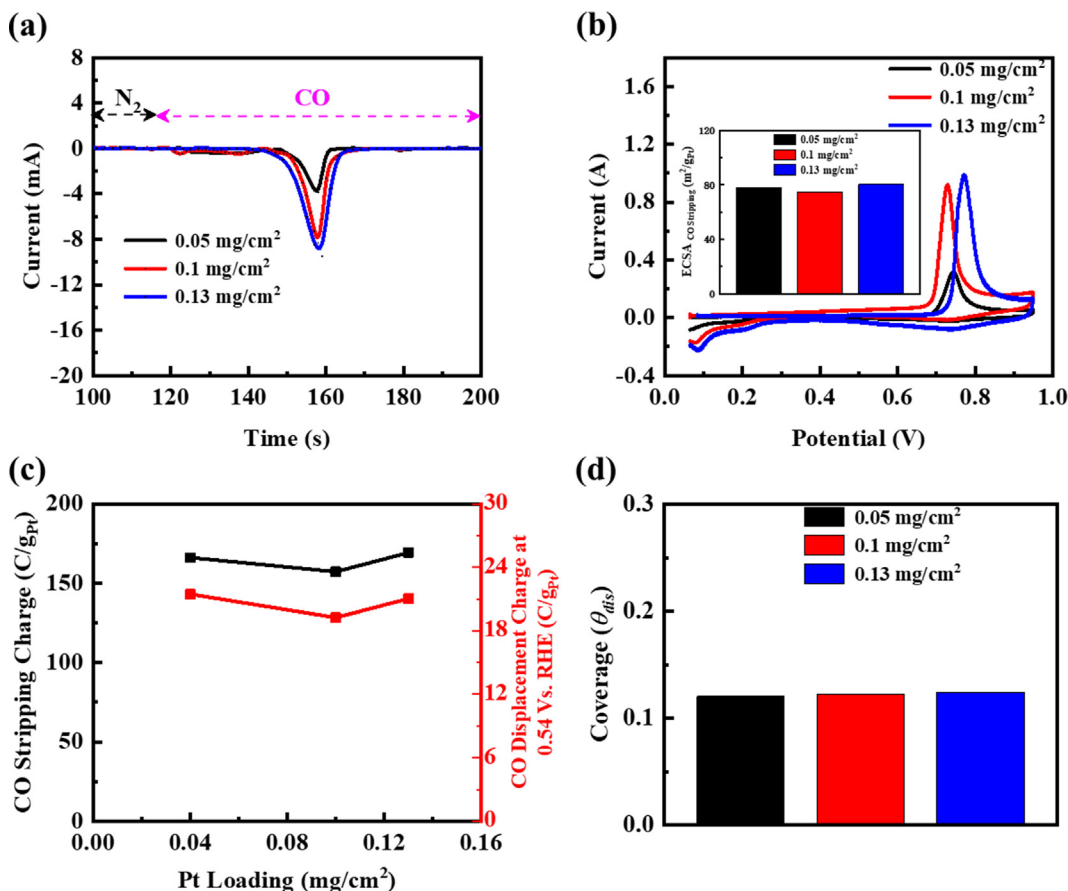 (a)
8
4
0
-4
-8
-12
-16
-20
Current (mA)
N₂
CO
0.05 mg/cm²
0.1 mg/cm²
0.13 mg/cm²
100 120 140 160 180 200
Time (s)
(b)
1.8
1.4
1.0
0.6
0.2
0.0
-0.4
Current (A)
0.05 mg/cm²
0.1 mg/cm²
0.13 mg/cm²
120
80
40
0
ECSA CO Stripping (m²/gPt)
0.05 mg/cm²
0.1 mg/cm²
0.13 mg/cm²
0.0 0.2 0.4 0.6 0.8 1.0
Potential (V)
(c)
200
150
100
50
0
CO Stripping Charge (C/gPt)
30
24
18
12
6
0
CO Displacement Charge at
0.54 Vs. RHE (C/gPt)
0.00 0.04 0.08 0.12 0.16
Pt Loading (mg/cm²)
(d)
0.3
0.2
0.1
0.0
Coverage (θdis)
0.05 mg/cm²
0.1 mg/cm²
0.13 mg/cm²